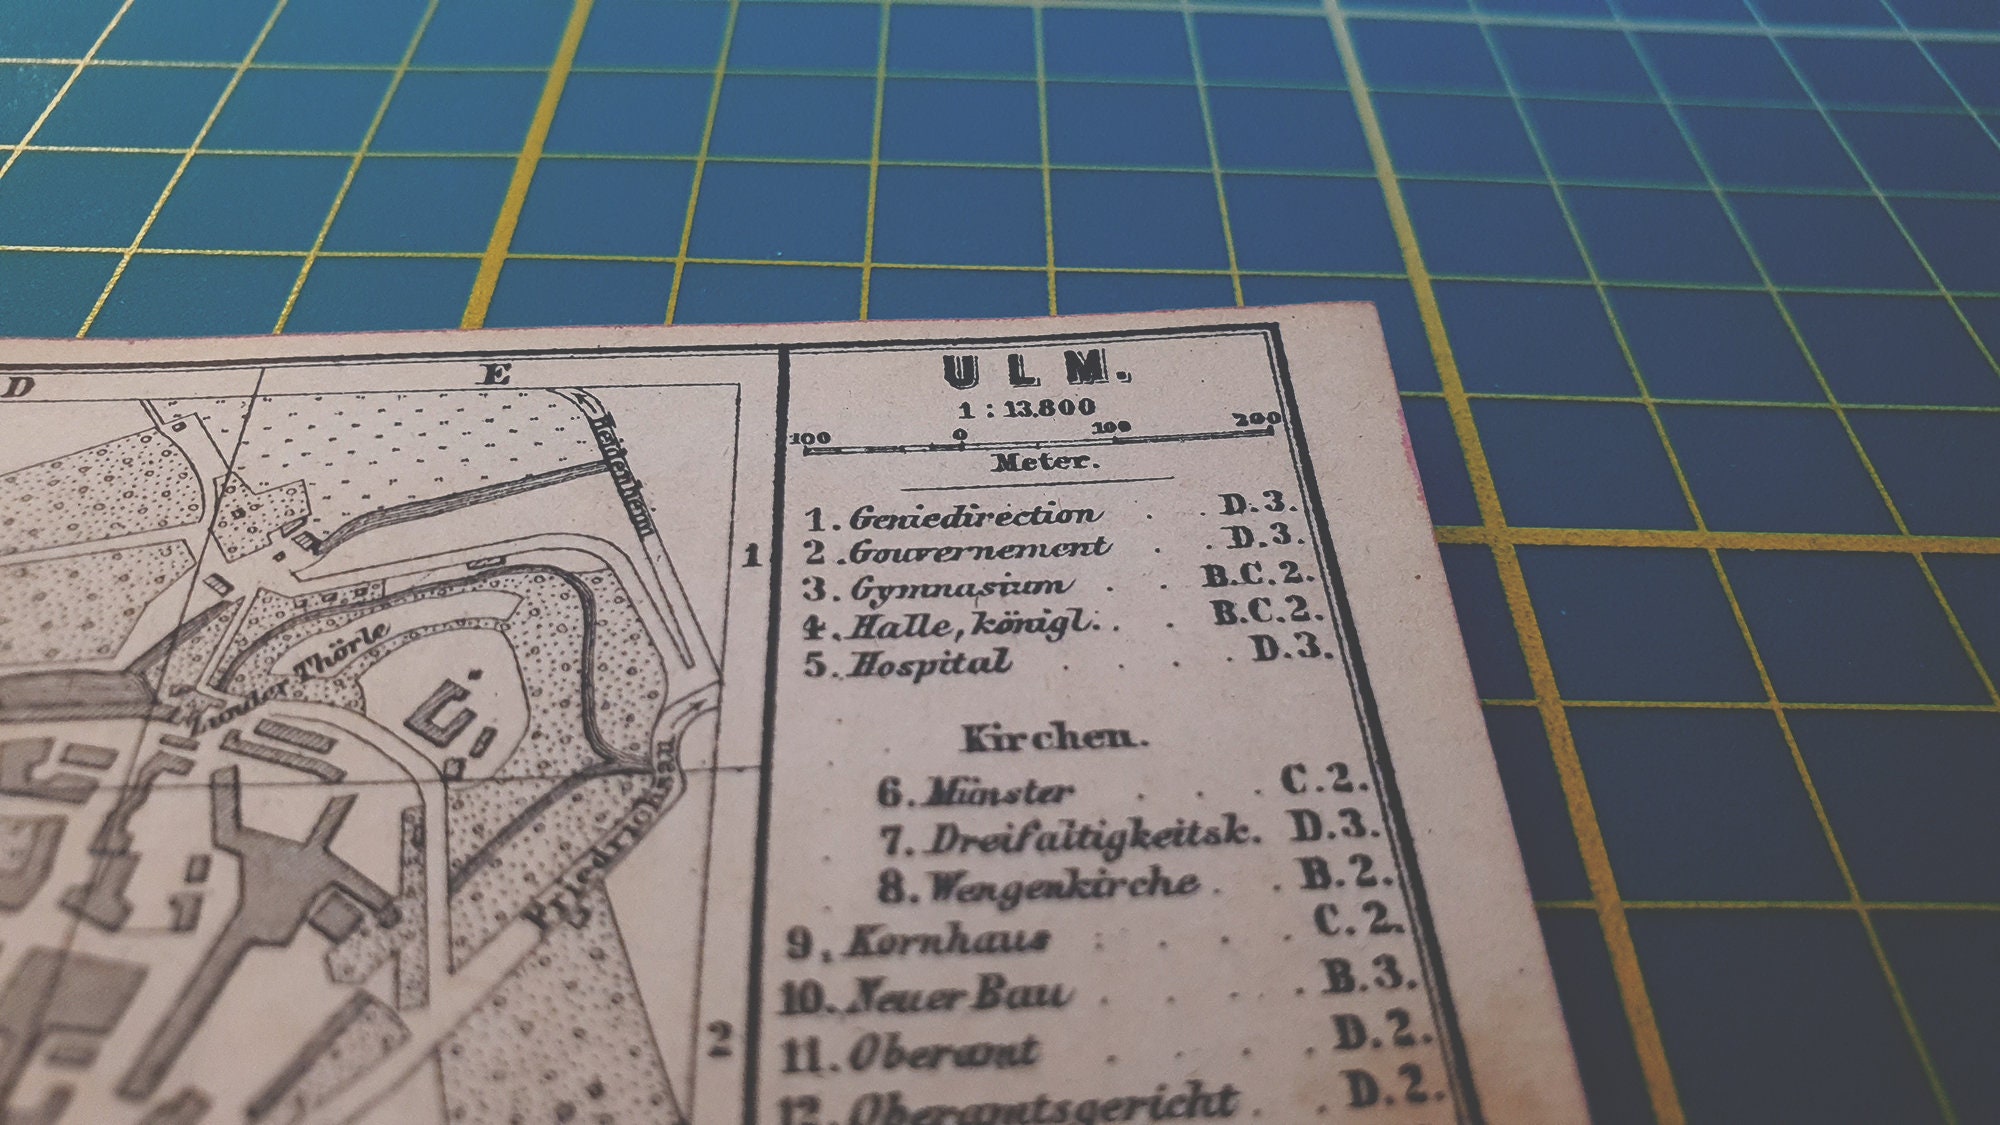 D E
ULM.
1:13.800
100 0 100 200
Meter.
1. Geniedirection . . D.3.
2. Gouvernement . . D.3.
3. Gymnasium . . B.C.2.
4. Halle, königl. . . B.C.2.
5. Hospital . . . . D.3.
Kirchen.
6. Münster . . . C.2.
7. Dreifaltigkeitsk. D.3.
8. Wengenkirche . . B.2.
9. Kornhaus . . . . C.2.
10. Neuer Bau . . . . B.3.
11. Oberamt . . . . D.2.
12. Oberamtsgericht . . D.2.
Heidenheim
1
Thörle
Friedrichsau
2